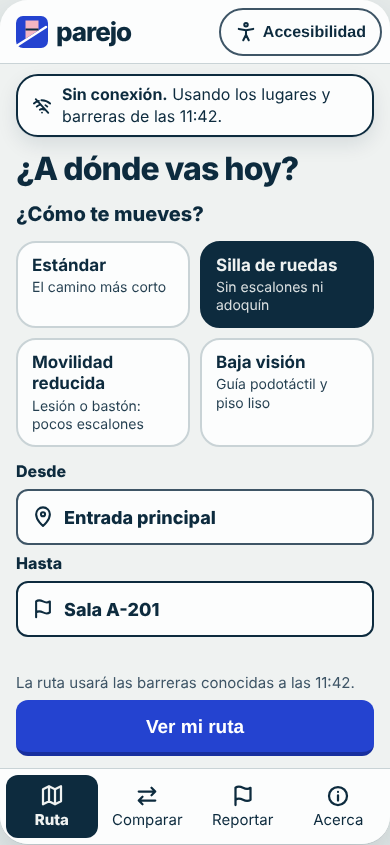 parejo
Accesibilidad
Sin conexión. Usando los lugares y
barreras de las 11:42.
¿A dónde vas hoy?
¿Cómo te mueves?
Estándar
El camino más corto
Silla de ruedas
Sin escalones ni
adoquín
Movilidad
reducida
Lesión o bastón:
pocos escalones
Baja visión
Guía podotáctil y
piso liso
Desde
Entrada principal
Hasta
Sala A-201
La ruta usará las barreras conocidas a las 11:42.
Ver mi ruta
Ruta
Comparar
Reportar
Acerca